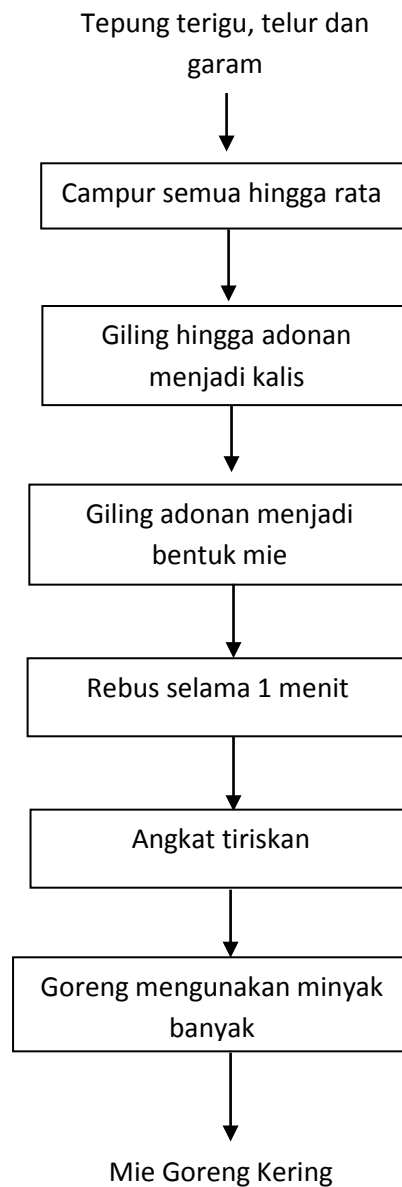 Tepung terigu, telur dan
garam
Campur semua hingga rata
Giling hingga adonan
menjadi kalis
Giling adonan menjadi
bentuk mie
Rebus selama 1 menit
Angkat tiriskan
Goreng mengunakan minyak
banyak
Mie Goreng Kering